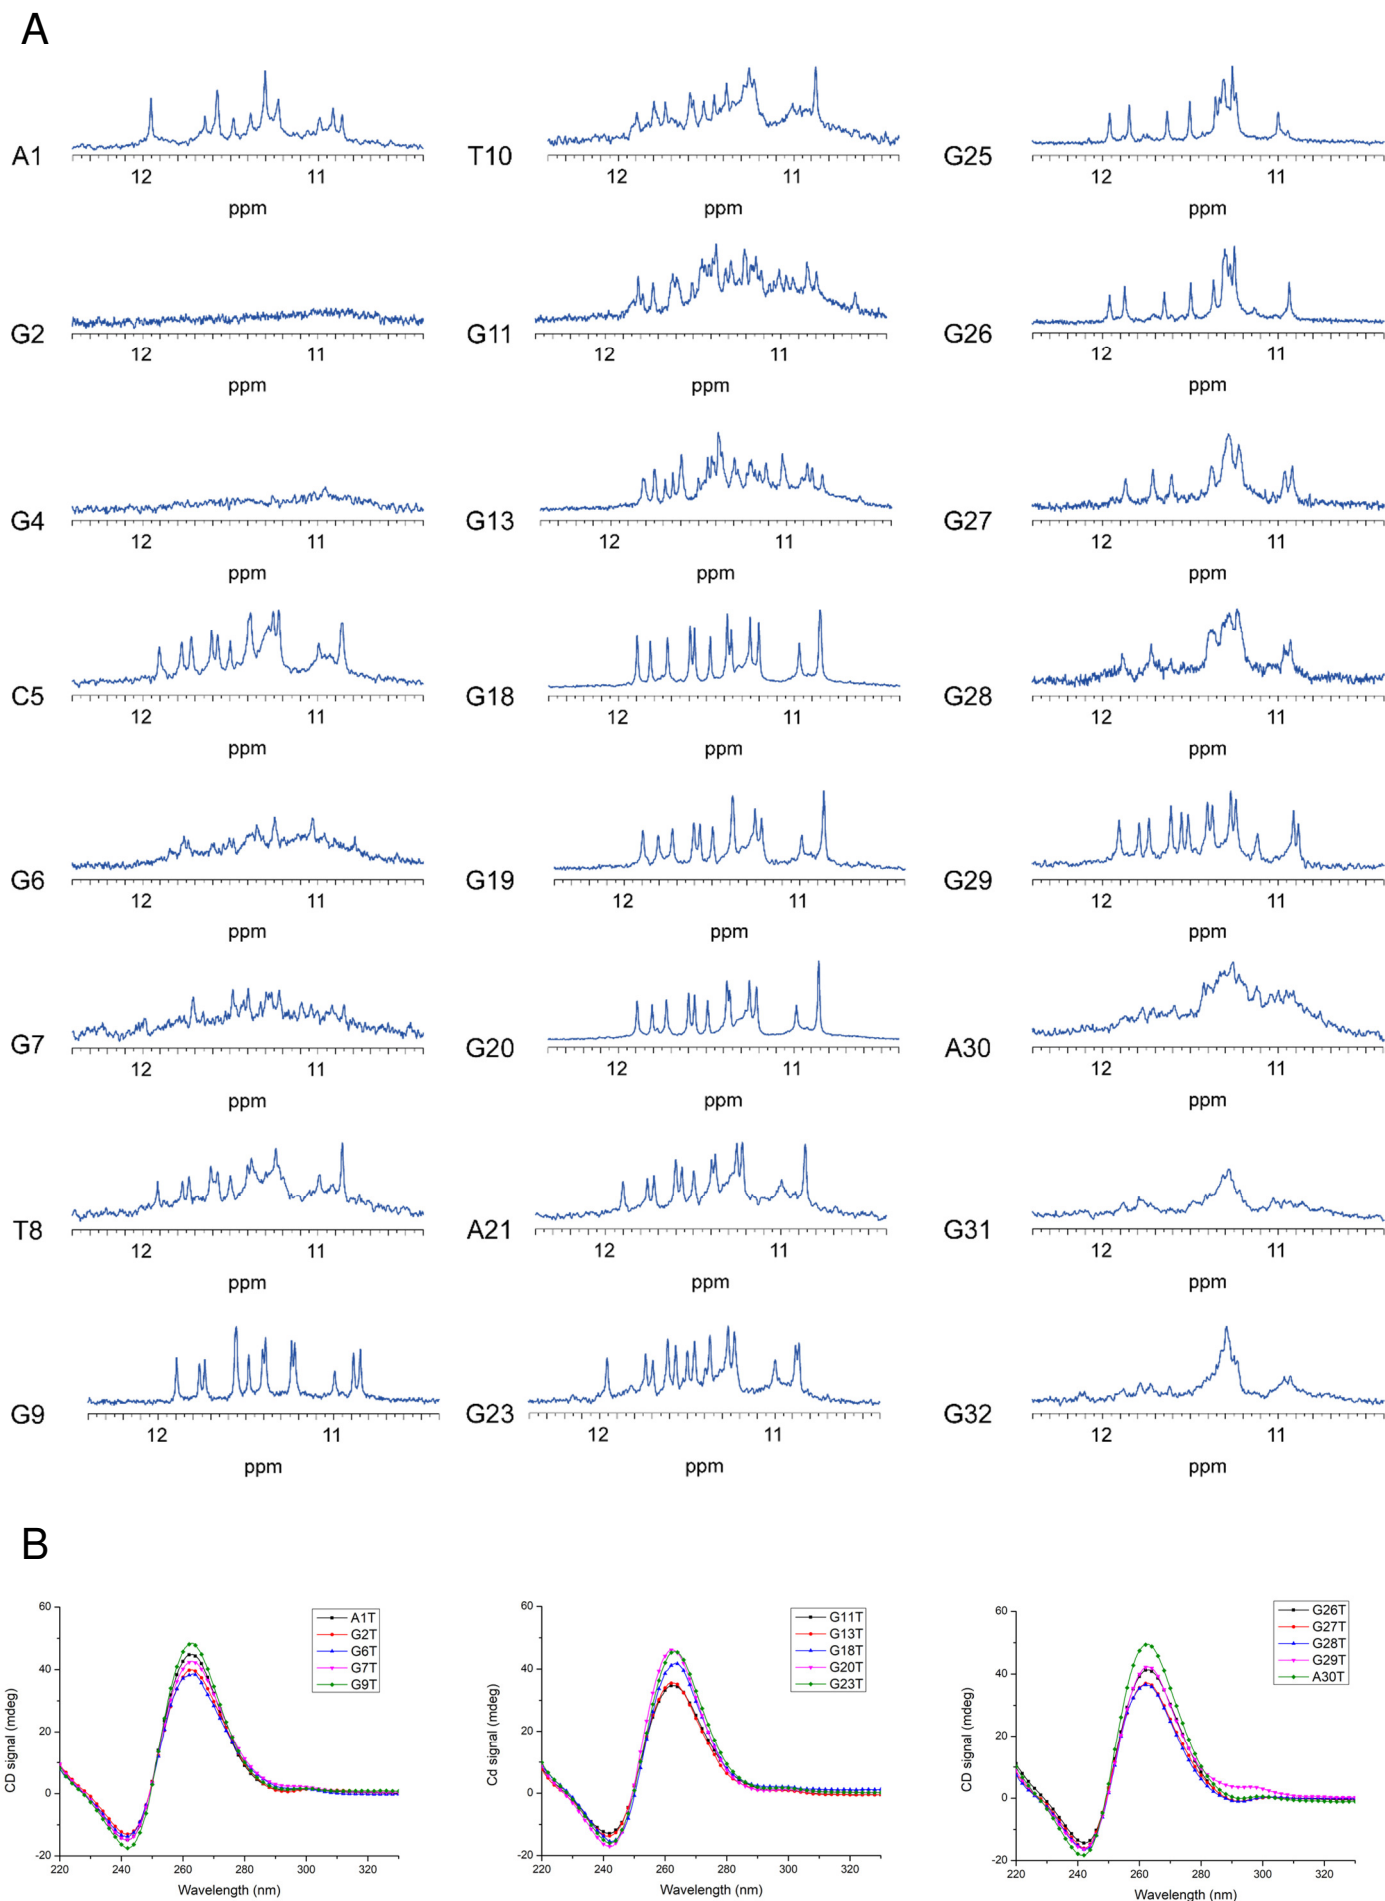 A
A1
12 11
ppm
T10
12 11
ppm
G25
12 11
ppm
G2
12 11
ppm
G11
12 11
ppm
G26
12 11
ppm
G4
12 11
ppm
G13
12 11
ppm
G27
12 11
ppm
C5
12 11
ppm
G18
12 11
ppm
G28
12 11
ppm
G6
12 11
ppm
G19
12 11
ppm
G29
12 11
ppm
G7
12 11
ppm
G20
12 11
ppm
A30
12 11
ppm
T8
12 11
ppm
A21
12 11
ppm
G31
12 11
ppm
G9
12 11
ppm
G23
12 11
ppm
G32
12 11
ppm
B
CD signal (mdeg)
60
40
20
0
-20
A1T
G2T
G6T
G7T
G9T
220 240 260 280 300 320
Wavelength (nm)
Cd signal (mdeg)
60
40
20
0
-20
G11T
G13T
G18T
G20T
G23T
220 240 260 280 300 320
Wavelength (nm)
CD signal (mdeg)
60
40
20
0
-20
G26T
G27T
G28T
G29T
A30T
220 240 260 280 300 320
Wavelength (nm)